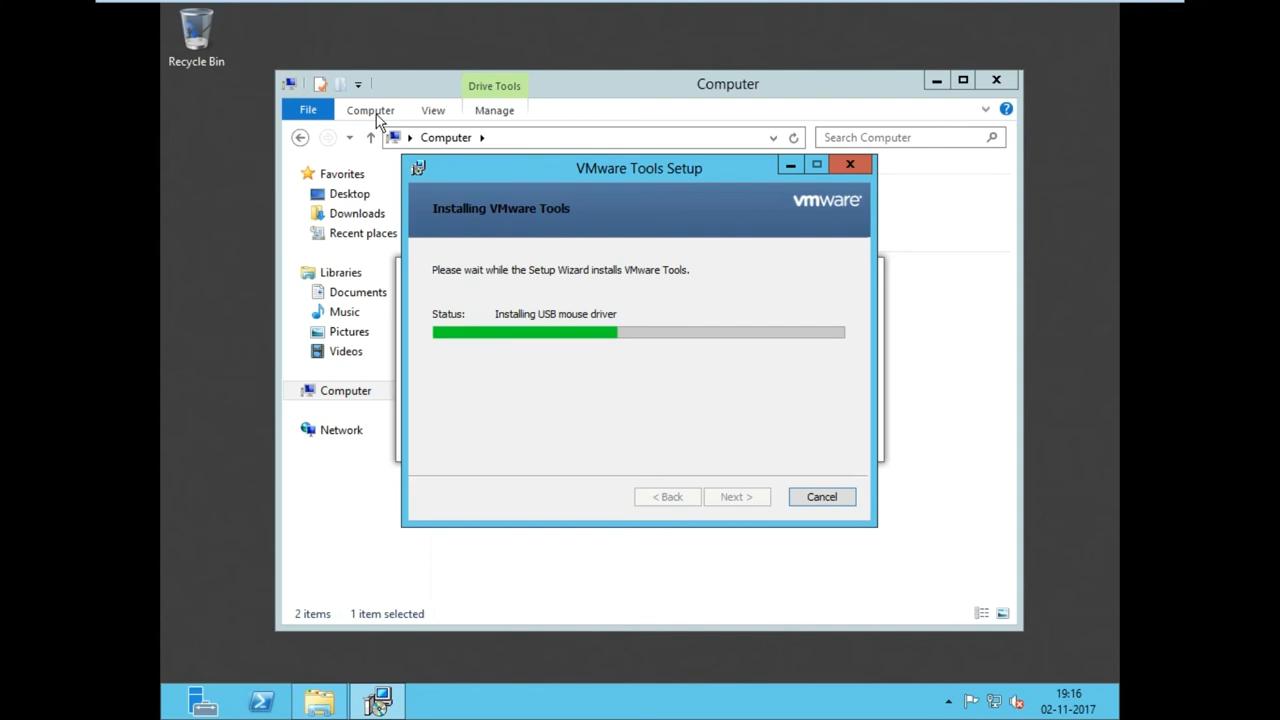 Recycle Bin
Drive Tools
Computer
File
Computer
View
Manage
Computer
Search Computer
Favorites
Desktop
Downloads
Recent places
Libraries
Documents
Music
Pictures
Videos
Computer
Network
VMware Tools Setup
Installing VMware Tools
vmware
Please wait while the Setup Wizard installs VMware Tools.
Status: Installing USB mouse driver
< Back
Next >
Cancel
2 items
1 item selected
19:16
02-11-2017